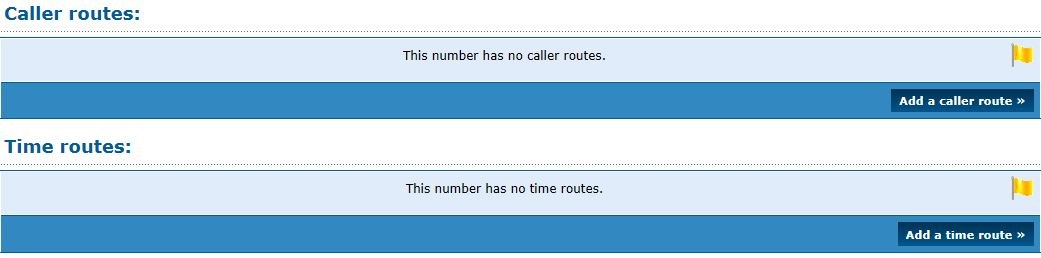 Caller routes:
This number has no caller routes.
Add a caller route »
Time routes:
This number has no time routes.
Add a time route »